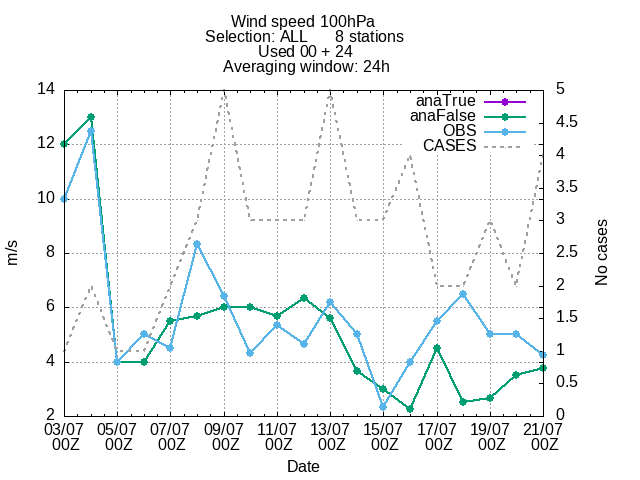 Wind speed 100hPa
Selection: ALL 8 stations
Used 00 + 24
Averaging window: 24h
14 5
anaTrue
anaFalse 4.5
OBS
12 CASES 4
3.5
10
m/s 3 No cases
8 2.5
2
6
1.5
4 1
0.5
2 0
03/07 05/07 07/07 09/07 11/07 13/07 15/07 17/07 19/07 21/07
00Z 00Z 00Z 00Z 00Z 00Z 00Z 00Z 00Z 00Z
Date